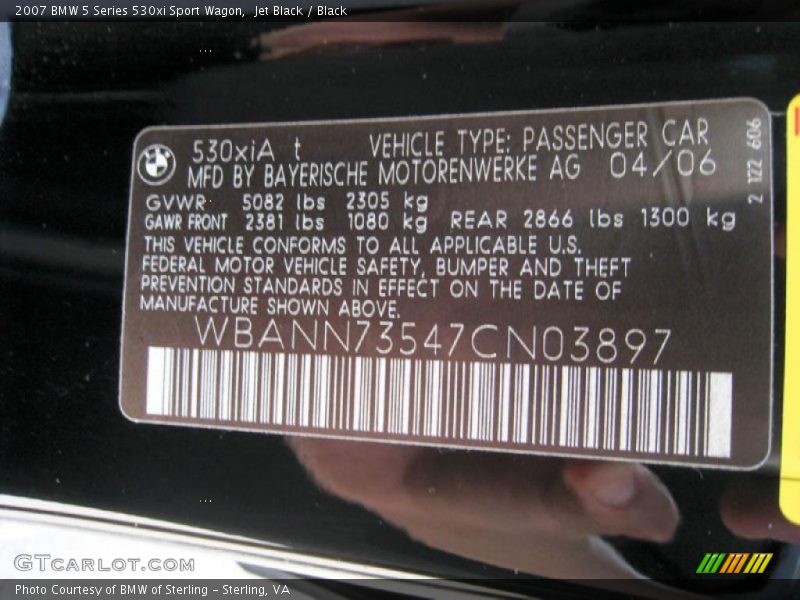 2007 BMW 5 Series 530xi Sport Wagon, Jet Black / Black
530xiA t VEHICLE TYPE: PASSENGER CAR
MFD BY BAYERISCHE MOTORENWERKE AG 04/06
GVWR 5082 lbs 2305 kg
GAWR FRONT 2381 lbs 1080 kg REAR 2866 lbs 1300 kg
THIS VEHICLE CONFORMS TO ALL APPLICABLE U.S.
FEDERAL MOTOR VEHICLE SAFETY, BUMPER AND THEFT
PREVENTION STANDARDS IN EFFECT ON THE DATE OF
MANUFACTURE SHOWN ABOVE.
WBANN73547CN03897
2 122 606
GTCARLOT.COM
Photo Courtesy of BMW of Sterling - Sterling, VA